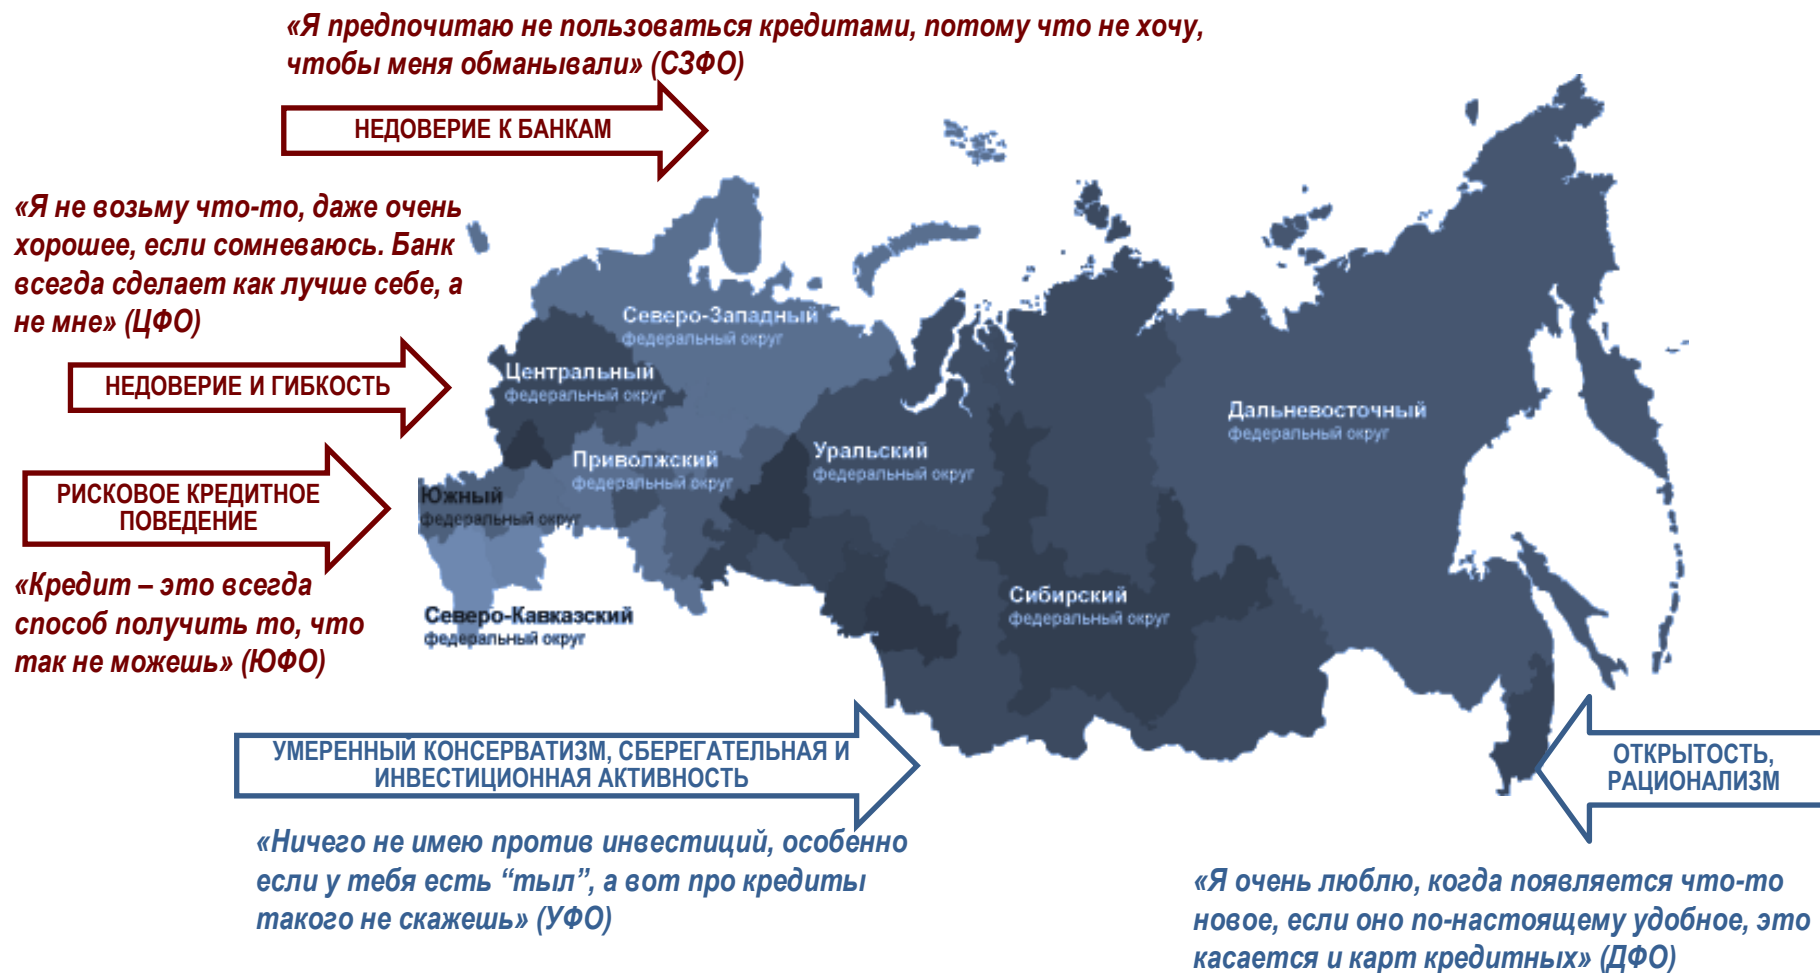 «Я предпочитаю не пользоваться кредитами, потому что не хочу,
чтобы меня обманывали» (СЗФО)
НЕДОВЕРИЕ К БАНКАМ
«Я не возьму что-то, даже очень
хорошее, если сомневаюсь. Банк
всегда сделает как лучше себе, а
не мне» (ЦФО)
НЕДОВЕРИЕ И ГИБКОСТЬ
РИСКОВОЕ КРЕДИТНОЕ
ПОВЕДЕНИЕ
«Кредит – это всегда
способ получить то, что
так не можешь» (ЮФО)
Северо-Западный
федеральный округ
Центральный
федеральный округ
Приволжский
федеральный округ
Южный
федеральный округ
Северо-Кавказский
федеральный округ
Уральский
федеральный округ
Сибирский
федеральный округ
Дальневосточный
федеральный округ
УМЕРЕННЫЙ КОНСЕРВАТИЗМ, СБЕРЕГАТЕЛЬНАЯ И
ИНВЕСТИЦИОННАЯ АКТИВНОСТЬ
«Ничего не имею против инвестиций, особенно
если у тебя есть “тыл”, а вот про кредиты
такого не скажешь» (УФО)
ОТКРЫТОСТЬ,
РАЦИОНАЛИЗМ
«Я очень люблю, когда появляется что-то
новое, если оно по-настоящему удобное, это
касается и карт кредитных» (ДФО)